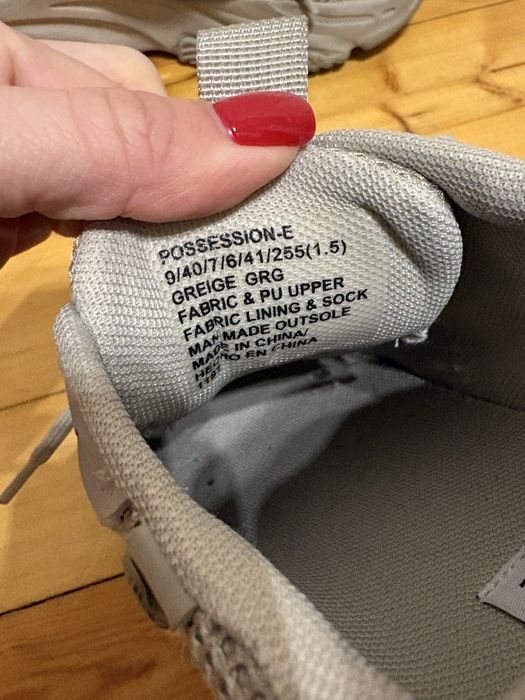 POSSESSION-E
9/40/7/6/41/255(1.5)
GREIGE GRG
FABRIC & PU UPPER
FABRIC LINING & SOCK
MAN MADE OUTSOLE
MADE IN CHINA/
HECHO EN CHINA